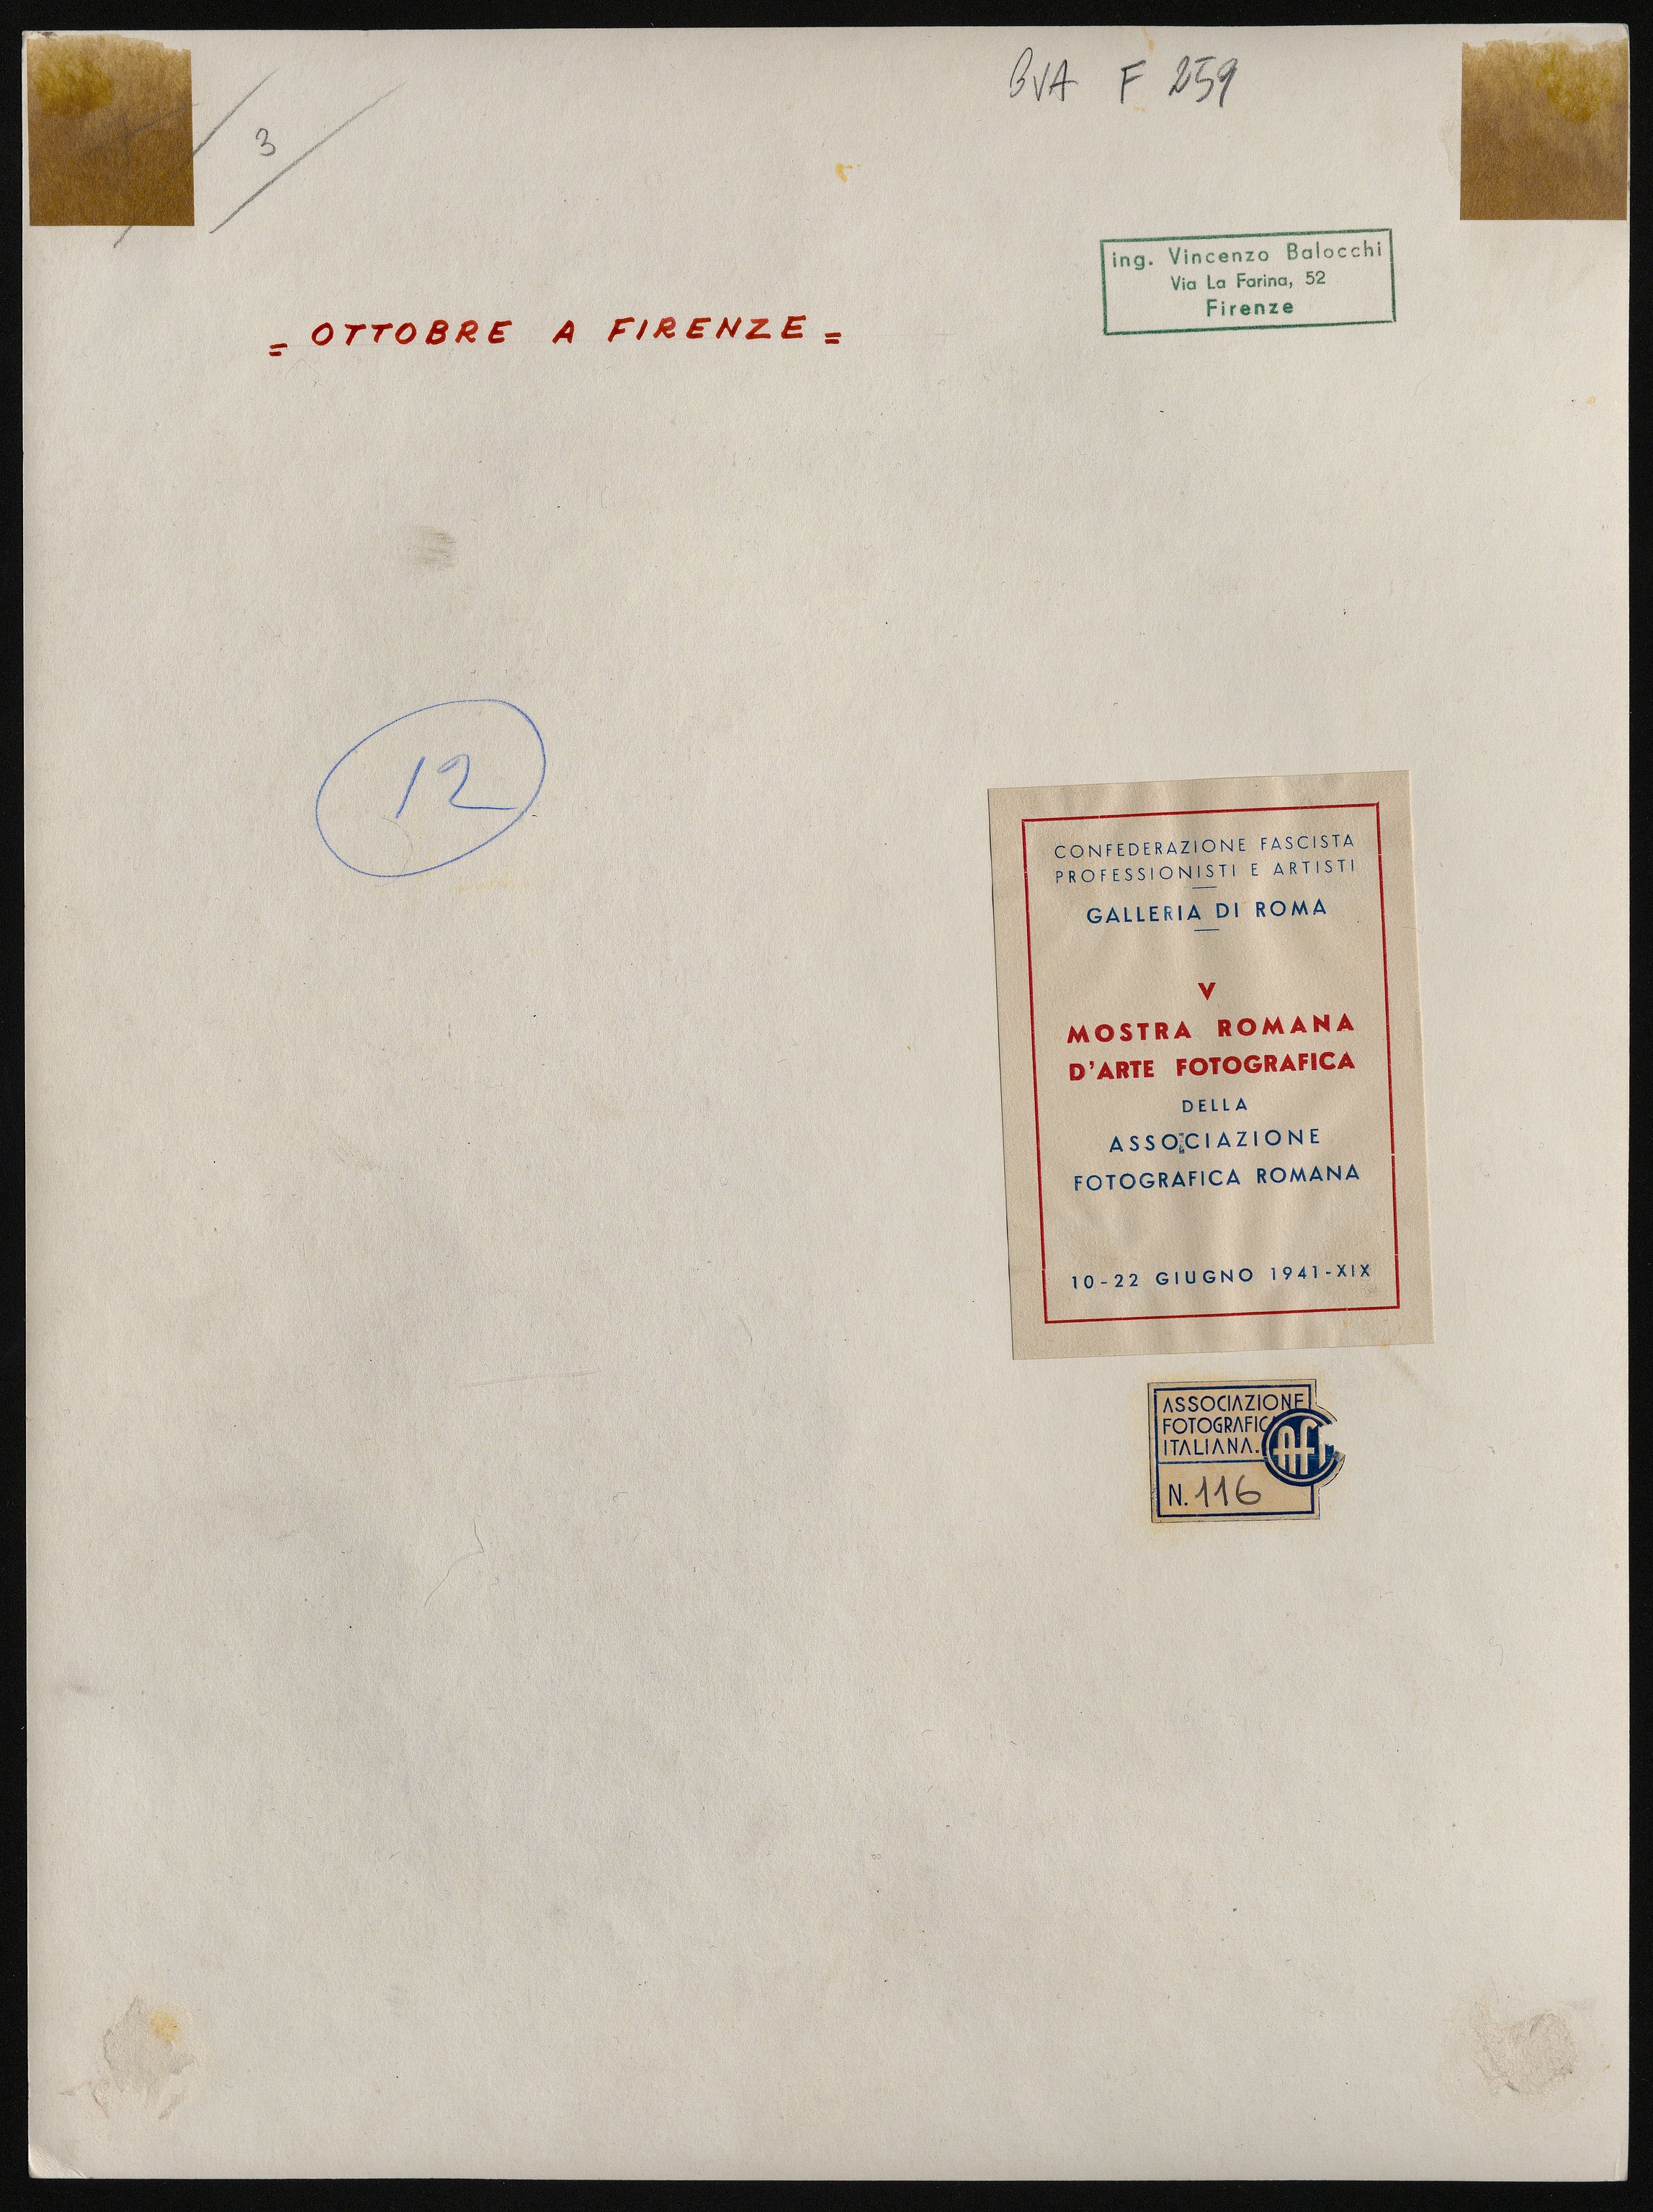 BVA F 259
3
ing. Vincenzo Balocchi
Via La Farina, 52
Firenze
= OTTOBRE A FIRENZE =
12
CONFEDERAZIONE FASCISTA
PROFESSIONISTI E ARTISTI
GALLERIA DI ROMA
V
MOSTRA ROMANA
D'ARTE FOTOGRAFICA
DELLA
ASSOCIAZIONE
FOTOGRAFICA ROMANA
10-22 GIUGNO 1941-XIX
ASSOCIAZIONE
FOTOGRAFICA
ITALIANA.
AFI
N. 116